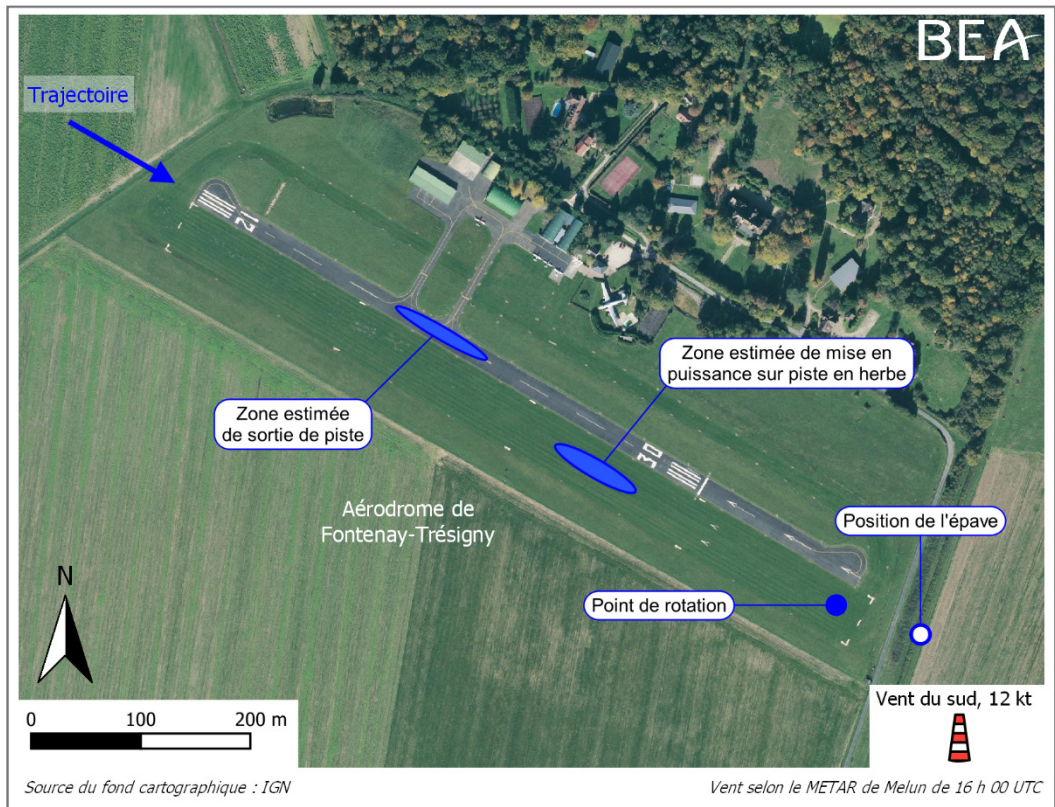 BEA
Trajectoire
12
Zone estimée de mise en
puissance sur piste en herbe
Zone estimée
de sortie de piste
30
Aérodrome de
Fontenay-Trésigny
Position de l'épave
Point de rotation
N
0 100 200 m
Vent du sud, 12 kt
Source du fond cartographique : IGN
Vent selon le METAR de Melun de 16 h 00 UTC